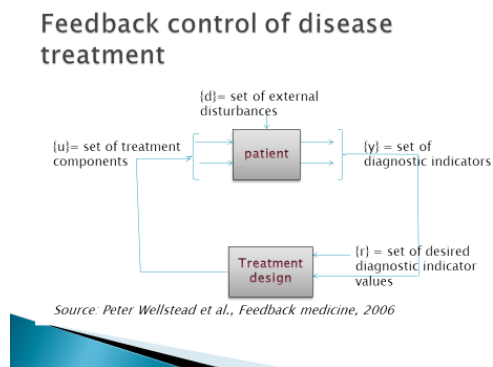 Feedback control of disease
treatment
{d}= set of external
disturbances
{u}= set of treatment
components
patient
{y} = set of
diagnostic indicators
Treatment
design
{r} = set of desired
diagnostic indicator
values
Source: Peter Wellstead et al., Feedback medicine, 2006